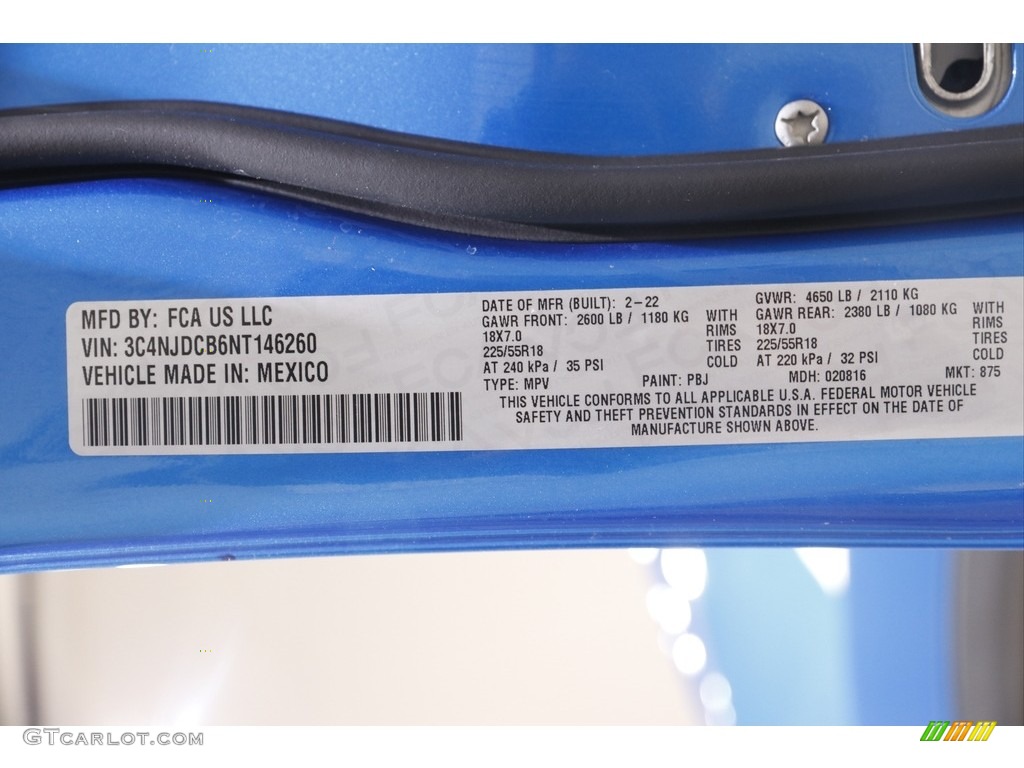 MFD BY: FCA US LLC
VIN: 3C4NJDCB6NT146260
VEHICLE MADE IN: MEXICO
DATE OF MFR (BUILT): 2-22
GAWR FRONT: 2600 LB / 1180 KG
18X7.0
225/55R18
AT 240 kPa / 35 PSI
WITH
RIMS
TIRES
COLD
GVWR: 4650 LB / 2110 KG
GAWR REAR: 2380 LB / 1080 KG
18X7.0
225/55R18
AT 220 kPa / 32 PSI
WITH
RIMS
TIRES
COLD
TYPE: MPV PAINT: PBJ MDH: 020816 MKT: 875
THIS VEHICLE CONFORMS TO ALL APPLICABLE U.S.A. FEDERAL MOTOR VEHICLE
SAFETY AND THEFT PREVENTION STANDARDS IN EFFECT ON THE DATE OF
MANUFACTURE SHOWN ABOVE.
GTCARLOT.COM